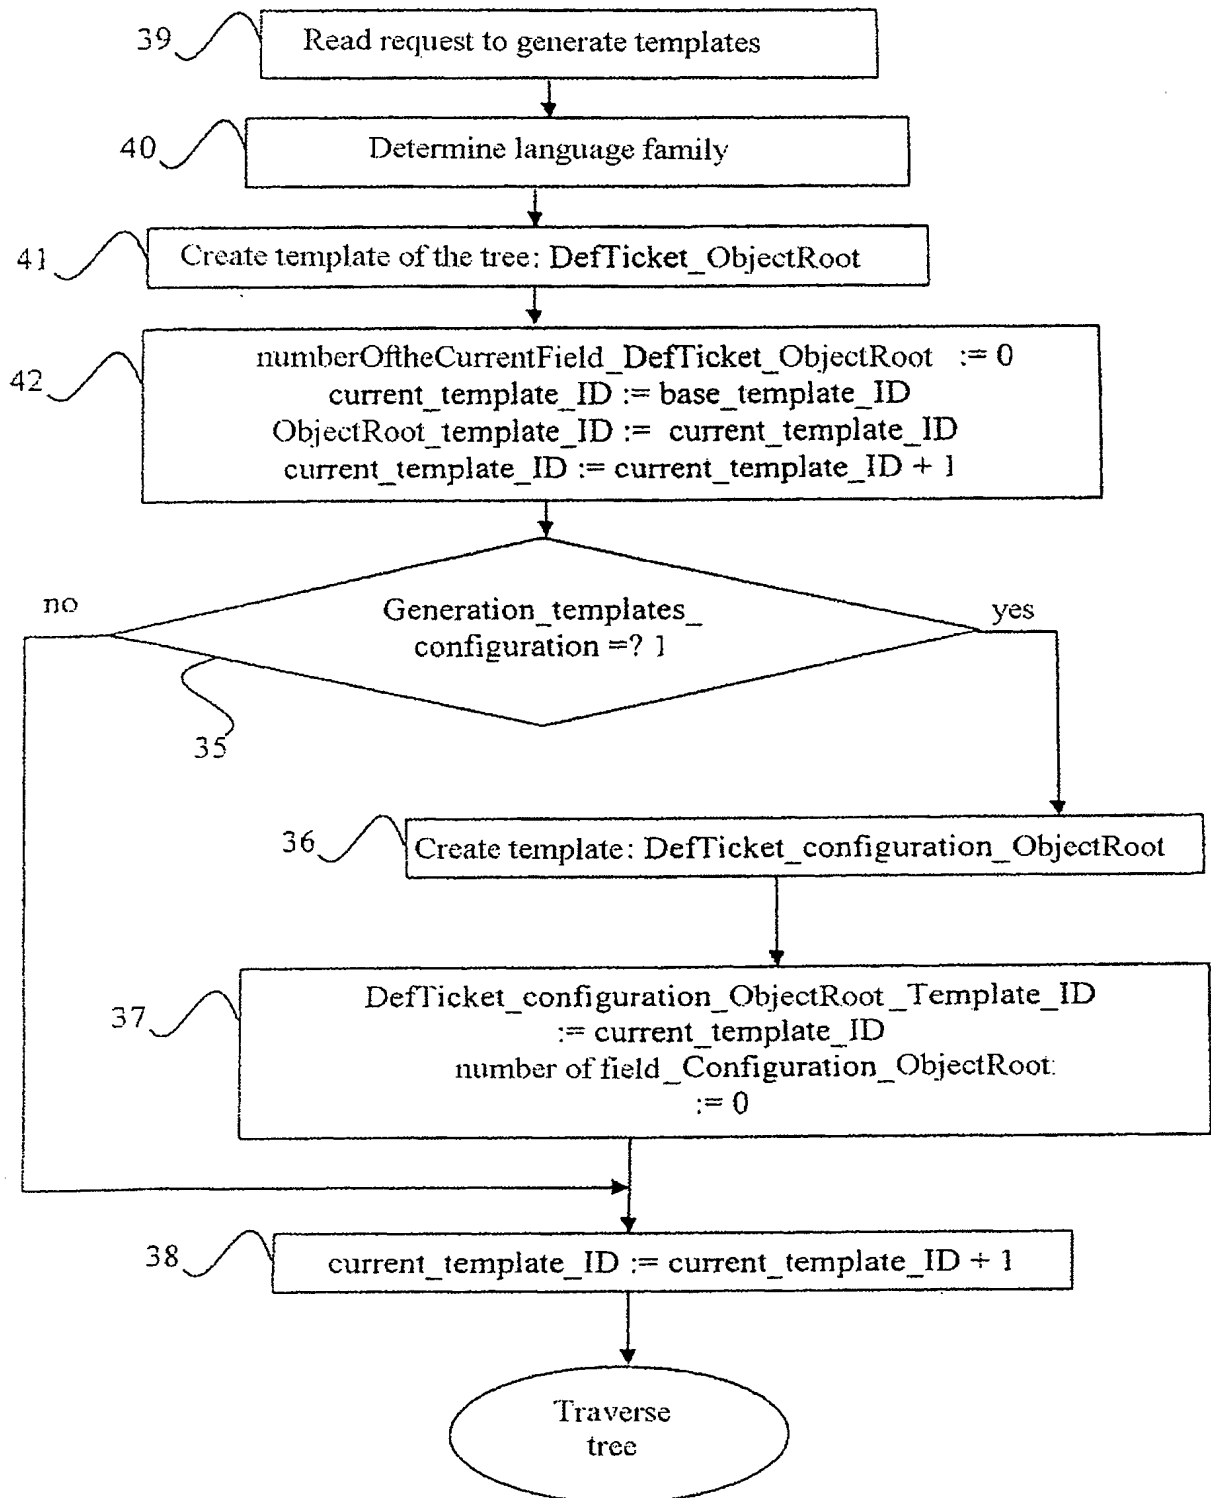 39
Read request to generate templates
40
Determine language family
41
Create template of the tree: DefTicket_ObjectRoot
42
numberOftheCurrentField_DefTicket_ObjectRoot := 0
current_template_ID := base_template_ID
ObjectRoot_template_ID := current_template_ID
current_template_ID := current_template_ID + 1
no
Generation_templates_
configuration =? 1
yes
35
36
Create template: DefTicket_configuration_ObjectRoot
37
DefTicket_configuration_ObjectRoot_Template_ID
:= current_template_ID
number of field_Configuration_ObjectRoot:
:= 0
38
current_template_ID := current_template_ID + 1
Traverse
tree